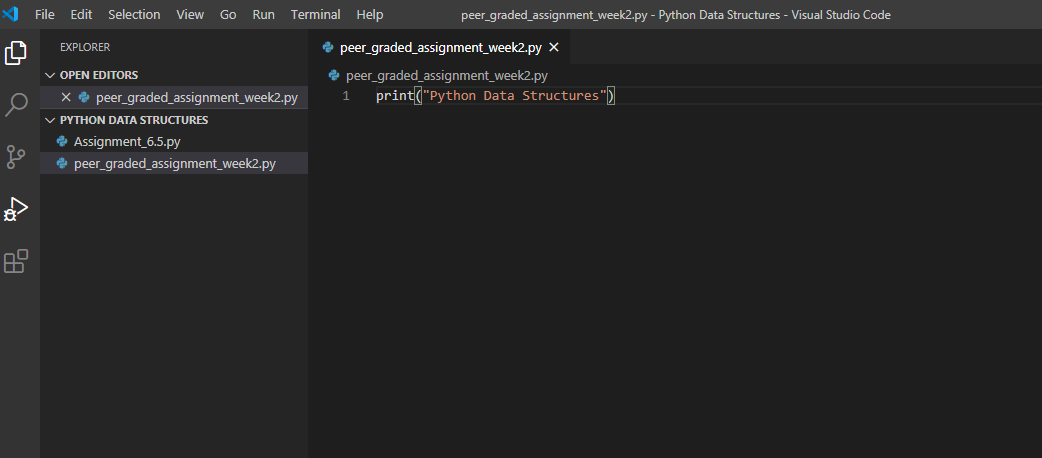 File Edit Selection View Go Run Terminal Help peer_graded_assignment_week2.py - Python Data Structures - Visual Studio Code
EXPLORER
OPEN EDITORS
peer_graded_assignment_week2.py
PYTHON DATA STRUCTURES
Assignment_6.5.py
peer_graded_assignment_week2.py
peer_graded_assignment_week2.py
peer_graded_assignment_week2.py
1 print("Python Data Structures")